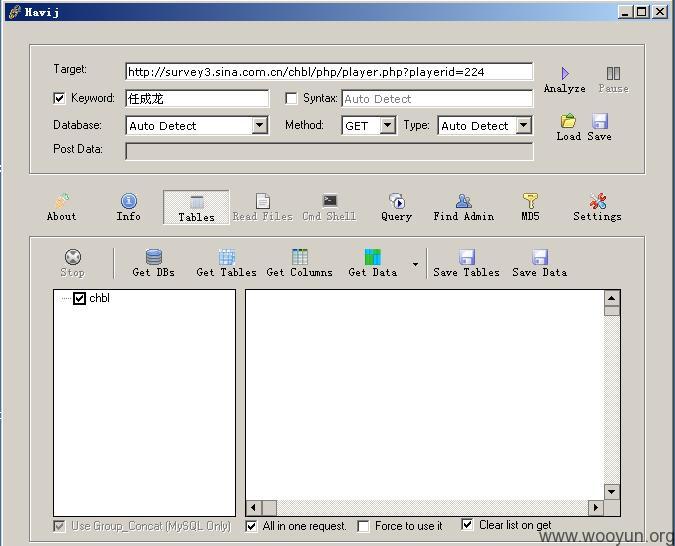 Havij
Target: http://survey3.sina.com.cn/chbl/php/player.php?playerid=224
Analyze Pause
Keyword: 任成龙 Syntax: Auto Detect
Database: Auto Detect Method: GET Type: Auto Detect
Load Save
Post Data:
About Info Tables Read Files Cmd Shell Query Find Admin MD5 Settings
Stop Get DBs Get Tables Get Columns Get Data Save Tables Save Data
chbl
Use Group_Concat (MySQL Only) All in one request. Force to use it Clear list on get
www.wooyun.org